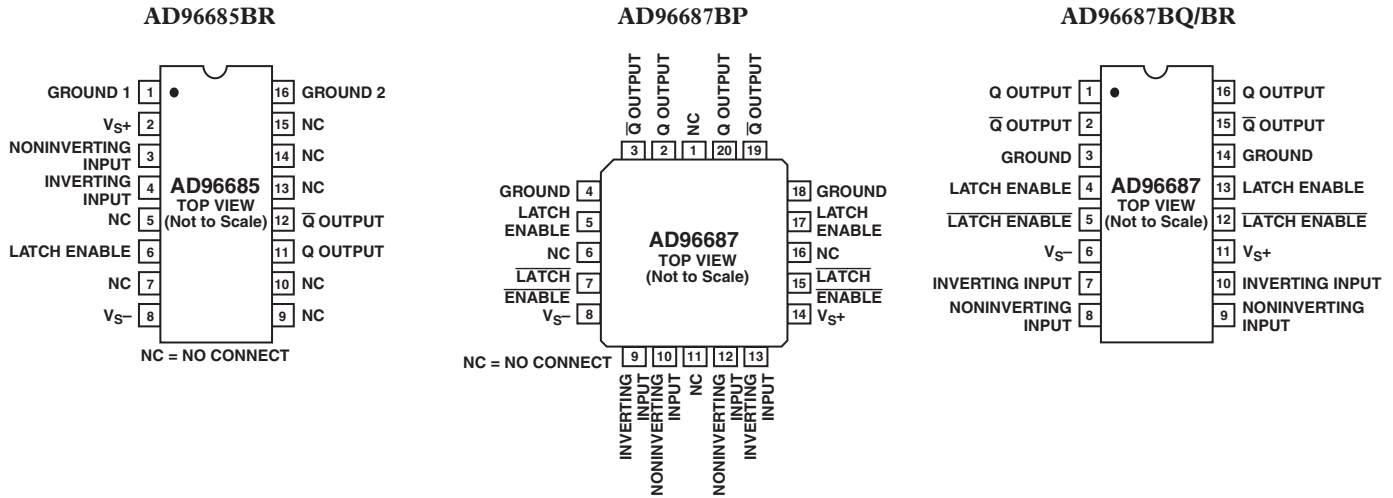 AD96685BR
GROUND 1 1
VS+ 2
NONINVERTING
INPUT 3
INVERTING
INPUT 4
NC 5
LATCH ENABLE 6
NC 7
VS– 8
AD96685
TOP VIEW
(Not to Scale)
16 GROUND 2
15 NC
14 NC
13 NC
12 Q̅ OUTPUT
11 Q OUTPUT
10 NC
9 NC
NC = NO CONNECT
AD96687BP
Q̅ OUTPUT
Q OUTPUT
NC
Q OUTPUT
Q̅ OUTPUT
3 2 1 20 19
GROUND 4
LATCH
ENABLE 5
NC 6
LATCH
ENABLE 7
VS– 8
AD96687
TOP VIEW
(Not to Scale)
18 GROUND
17 LATCH
ENABLE
16 NC
15 LATCH
ENABLE
14 VS+
NC = NO CONNECT
9 10 11 12 13
INVERTING
INPUT
NONINVERTING
INPUT
NC
NONINVERTING
INPUT
INVERTING
INPUT
AD96687BQ/BR
Q OUTPUT 1
Q̅ OUTPUT 2
GROUND 3
LATCH ENABLE 4
LATCH ENABLE 5
VS– 6
INVERTING INPUT 7
NONINVERTING
INPUT 8
AD96687
TOP VIEW
(Not to Scale)
16 Q OUTPUT
15 Q̅ OUTPUT
14 GROUND
13 LATCH ENABLE
12 LATCH ENABLE
11 VS+
10 INVERTING INPUT
9 NONINVERTING
INPUT